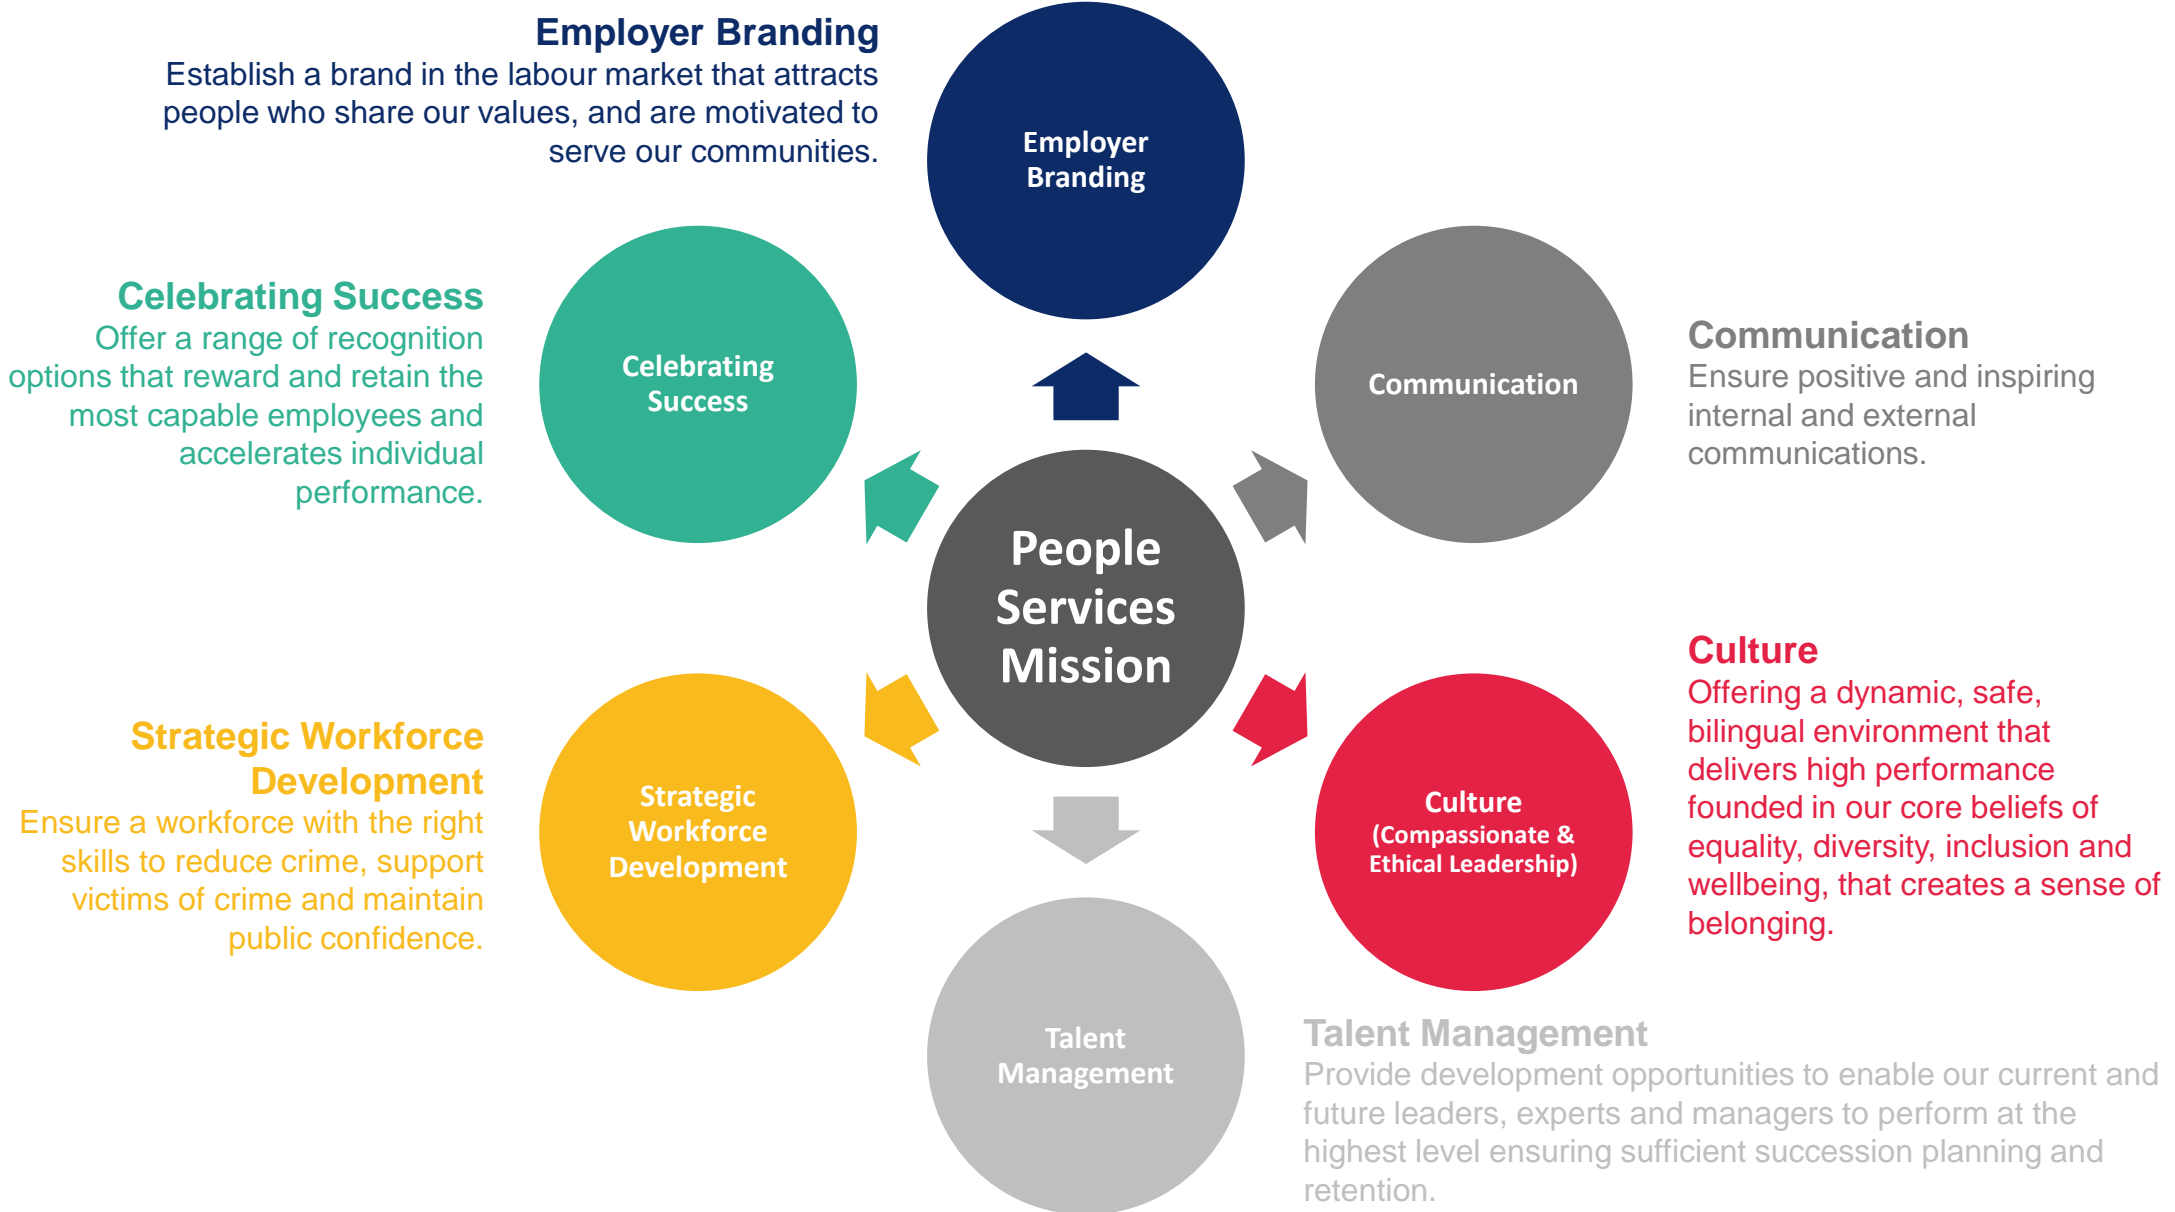 Employer Branding
Establish a brand in the labour market that attracts
people who share our values, and are motivated to
serve our communities.
Employer
Branding
Celebrating Success
Offer a range of recognition
options that reward and retain the
most capable employees and
accelerates individual
performance.
Celebrating
Success
Communication
Communication
Ensure positive and inspiring
internal and external
communications.
People
Services
Mission
Strategic Workforce
Development
Ensure a workforce with the right
skills to reduce crime, support
victims of crime and maintain
public confidence.
Strategic
Workforce
Development
Culture
(Compassionate &
Ethical Leadership)
Culture
Offering a dynamic, safe,
bilingual environment that
delivers high performance
founded in our core beliefs of
equality, diversity, inclusion and
wellbeing, that creates a sense of
belonging.
Talent
Management
Talent Management
Provide development opportunities to enable our current and
future leaders, experts and managers to perform at the
highest level ensuring sufficient succession planning and
retention.